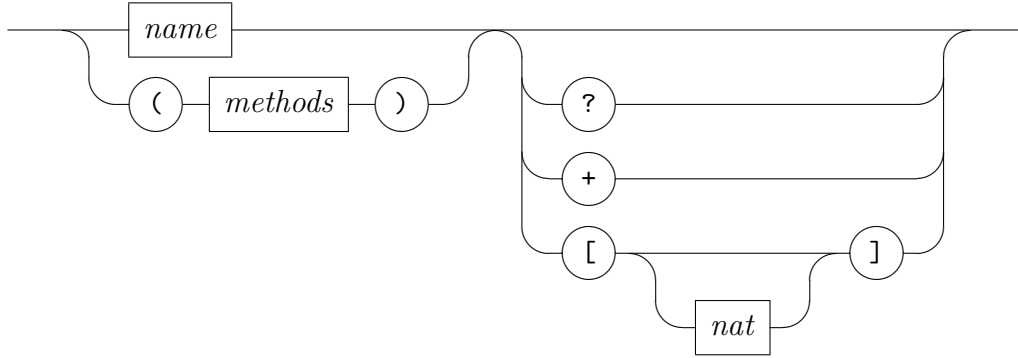 name
( methods )
?
+
[ ]
nat